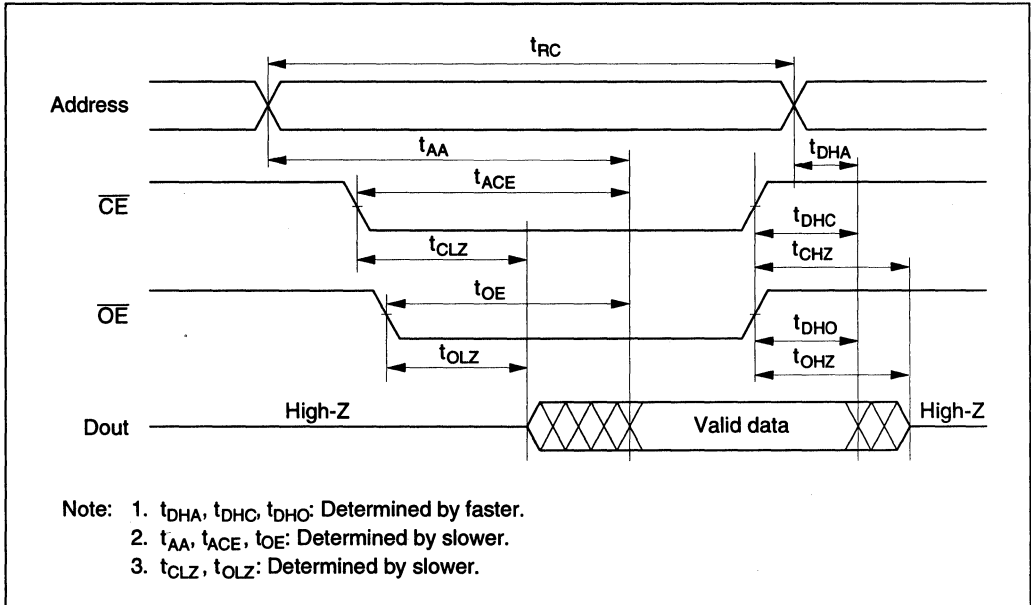 tRC
Address
tAA
tDHA
tACE
CE
tDHC
tCLZ
tCHZ
tOE
OE
tDHO
tOLZ
tOHZ
High-Z
Valid data
High-Z
Dout
Note: 1. tDHA, tDHC, tDHO: Determined by faster.
2. tAA, tACE, tOE: Determined by slower.
3. tCLZ, tOLZ: Determined by slower.